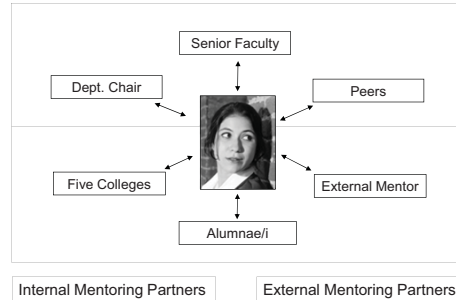 Senior Faculty
Dept. Chair
Peers
Five Colleges
External Mentor
Alumnae/i
Internal Mentoring Partners
External Mentoring Partners